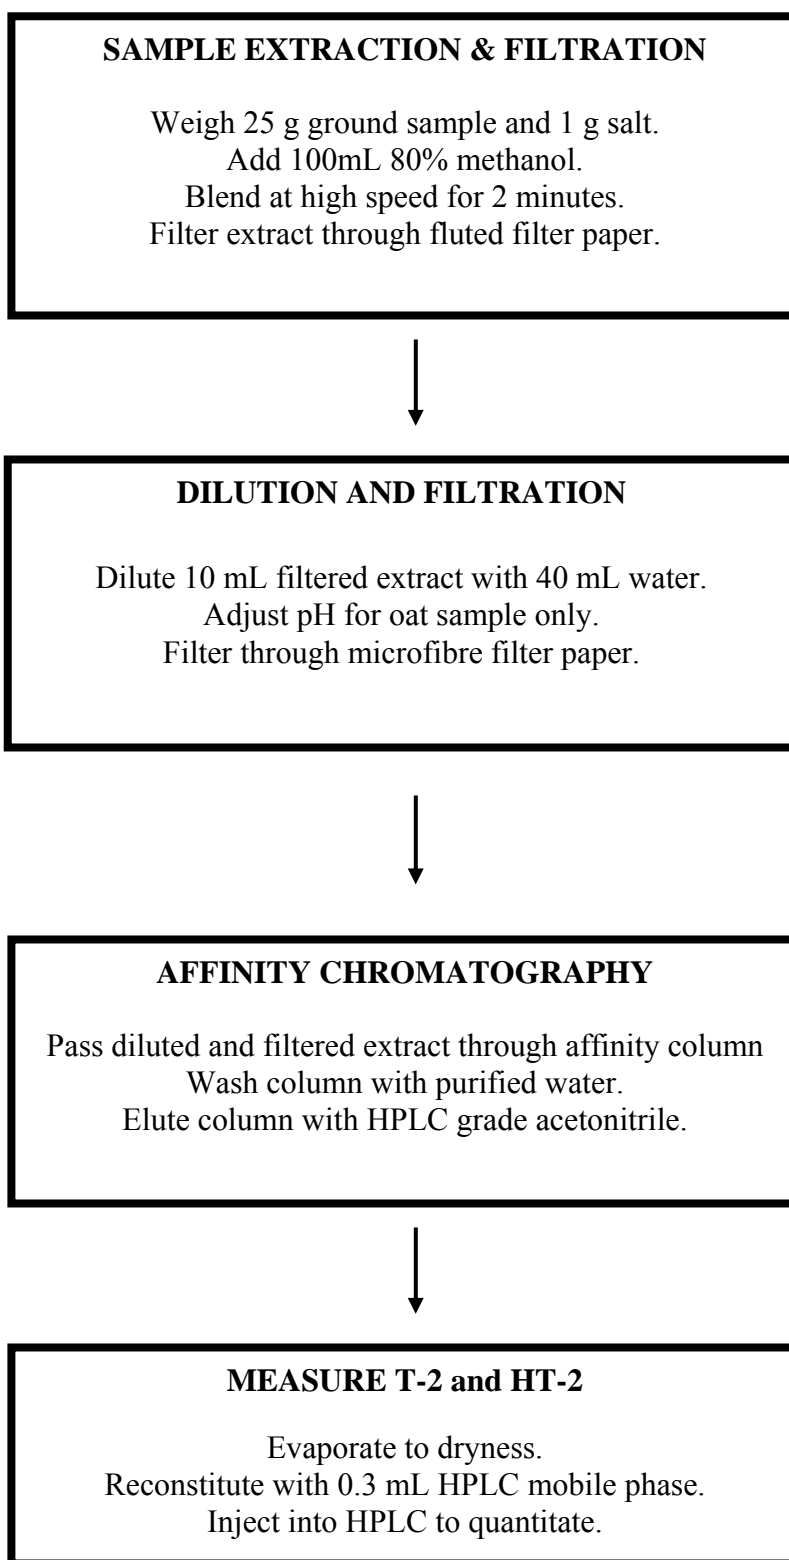 SAMPLE EXTRACTION & FILTRATION
Weigh 25 g ground sample and 1 g salt.
Add 100mL 80% methanol.
Blend at high speed for 2 minutes.
Filter extract through fluted filter paper.
DILUTION AND FILTRATION
Dilute 10 mL filtered extract with 40 mL water.
Adjust pH for oat sample only.
Filter through microfibre filter paper.
AFFINITY CHROMATOGRAPHY
Pass diluted and filtered extract through affinity column
Wash column with purified water.
Elute column with HPLC grade acetonitrile.
MEASURE T-2 and HT-2
Evaporate to dryness.
Reconstitute with 0.3 mL HPLC mobile phase.
Inject into HPLC to quantitate.